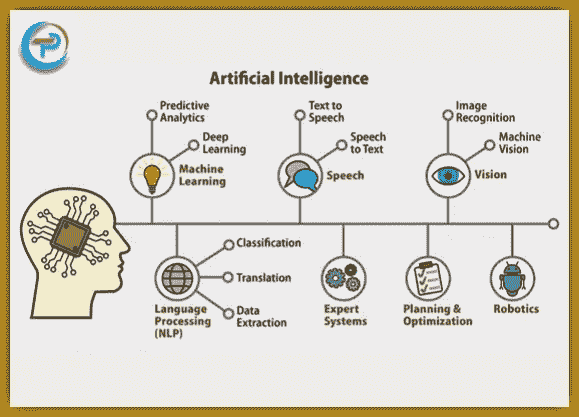 Artificial Intelligence
Predictive
Analytics
Deep
Learning
Machine
Learning
Text to
Speech
Speech
to Text
Speech
Image
Recognition
Machine
Vision
Vision
Classification
Translation
Data
Extraction
Language
Processing
(NLP)
Expert
Systems
Planning &
Optimization
Robotics